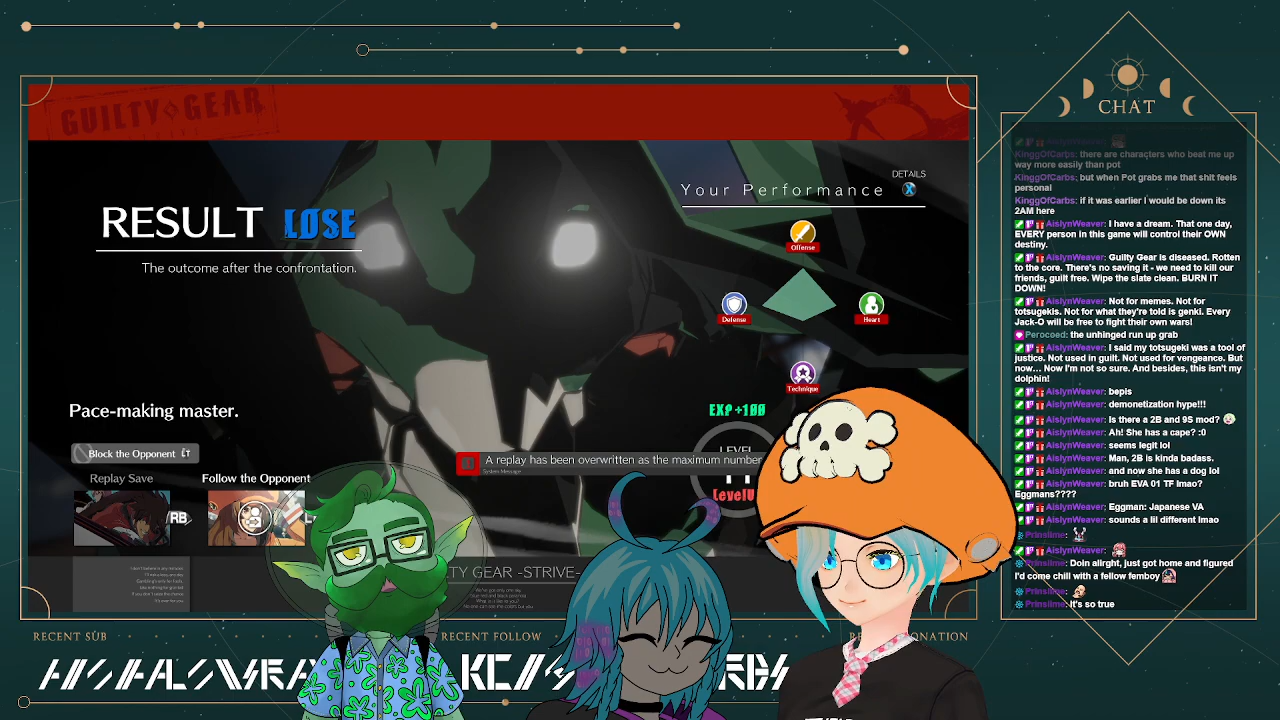 GUILTY GEAR
RESULT LOSE
The outcome after the confrontation.
DETAILS
Your Performance
X
Offense
Defense
Heart
Technique
Pace-making master.
EXP +100
LEVEL
Block the Opponent LT
A replay has been overwritten as the maximum number
System Message
Replay Save
Follow the Opponent
RB
GEAR -STRIVE-
RECENT SUB
RECENT FOLLOW
CHAT
AislynWeaver:
KinggOfCarbs: there are characters who beat me up
way more easily than pot
KinggOfCarbs: but when Pot grabs me that shit feels
personal
KinggOfCarbs: if it was earlier I would be down its
2AM here
AislynWeaver: I have a dream. That one day,
EVERY person in this game will control their OWN
destiny.
AislynWeaver: Guilty Gear is diseased. Rotten
to the core. There's no saving it - we need to kill our
friends, guilt free. Wipe the slate clean. BURN IT
DOWN!
AislynWeaver: Not for memes. Not for
totsugekis. Not for what they're told is genki. Every
Jack-O will be free to fight their own wars!
Perocoed: the unhinged run up grab
AislynWeaver: I said my totsugeki was a tool of
justice. Not used in guilt. Not used for vengeance. But
now... Now I'm not so sure. And besides, this isn't my
dolphin!
AislynWeaver: bepis
AislynWeaver: demonetization hype!!!
AislynWeaver: Is there a 2B and 9S mod?
AislynWeaver: Ah! She has a cape? :0
AislynWeaver: seems legit lol
AislynWeaver: Man, 2B is kinda badass.
AislynWeaver: and now she has a dog lol
AislynWeaver: bruh EVA 01 TF lmao?
Eggmans????
AislynWeaver: Eggman: Japanese VA
AislynWeaver: sounds a lil different lmao
Prinslime:
AislynWeaver:
Prinslime: Doin alirght, just got home
chill with a fellow femboy
Prinslime:
Prinslime: It's so true